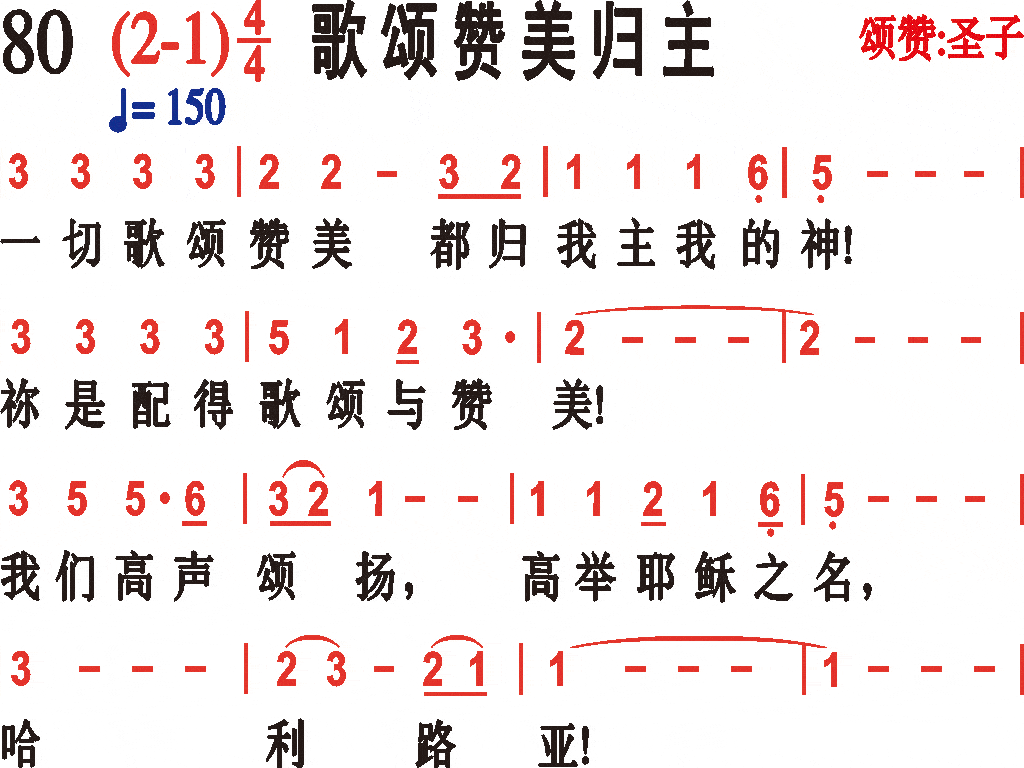 80 (2-1) 4/4 歌颂赞美归主 颂赞:圣子
♩= 150
3 3 3 3 | 2 2 - 3 2 | 1 1 1 6̣ | 5̣ - - - |
一切歌颂赞美 都归我主我的神!
3 3 3 3 | 5 1 2 3 · | 2 - - - | 2 - - - |
祢是配得歌颂与赞 美!
3 5 5 · 6 | 3 2 1 - - | 1 1 2 1 6̣ | 5̣ - - - |
我们高声 颂 扬, 高举耶稣之名,
3 - - - | 2 3 - 2 1 | 1 - - - | 1 - - - |
哈 利 路 亚!